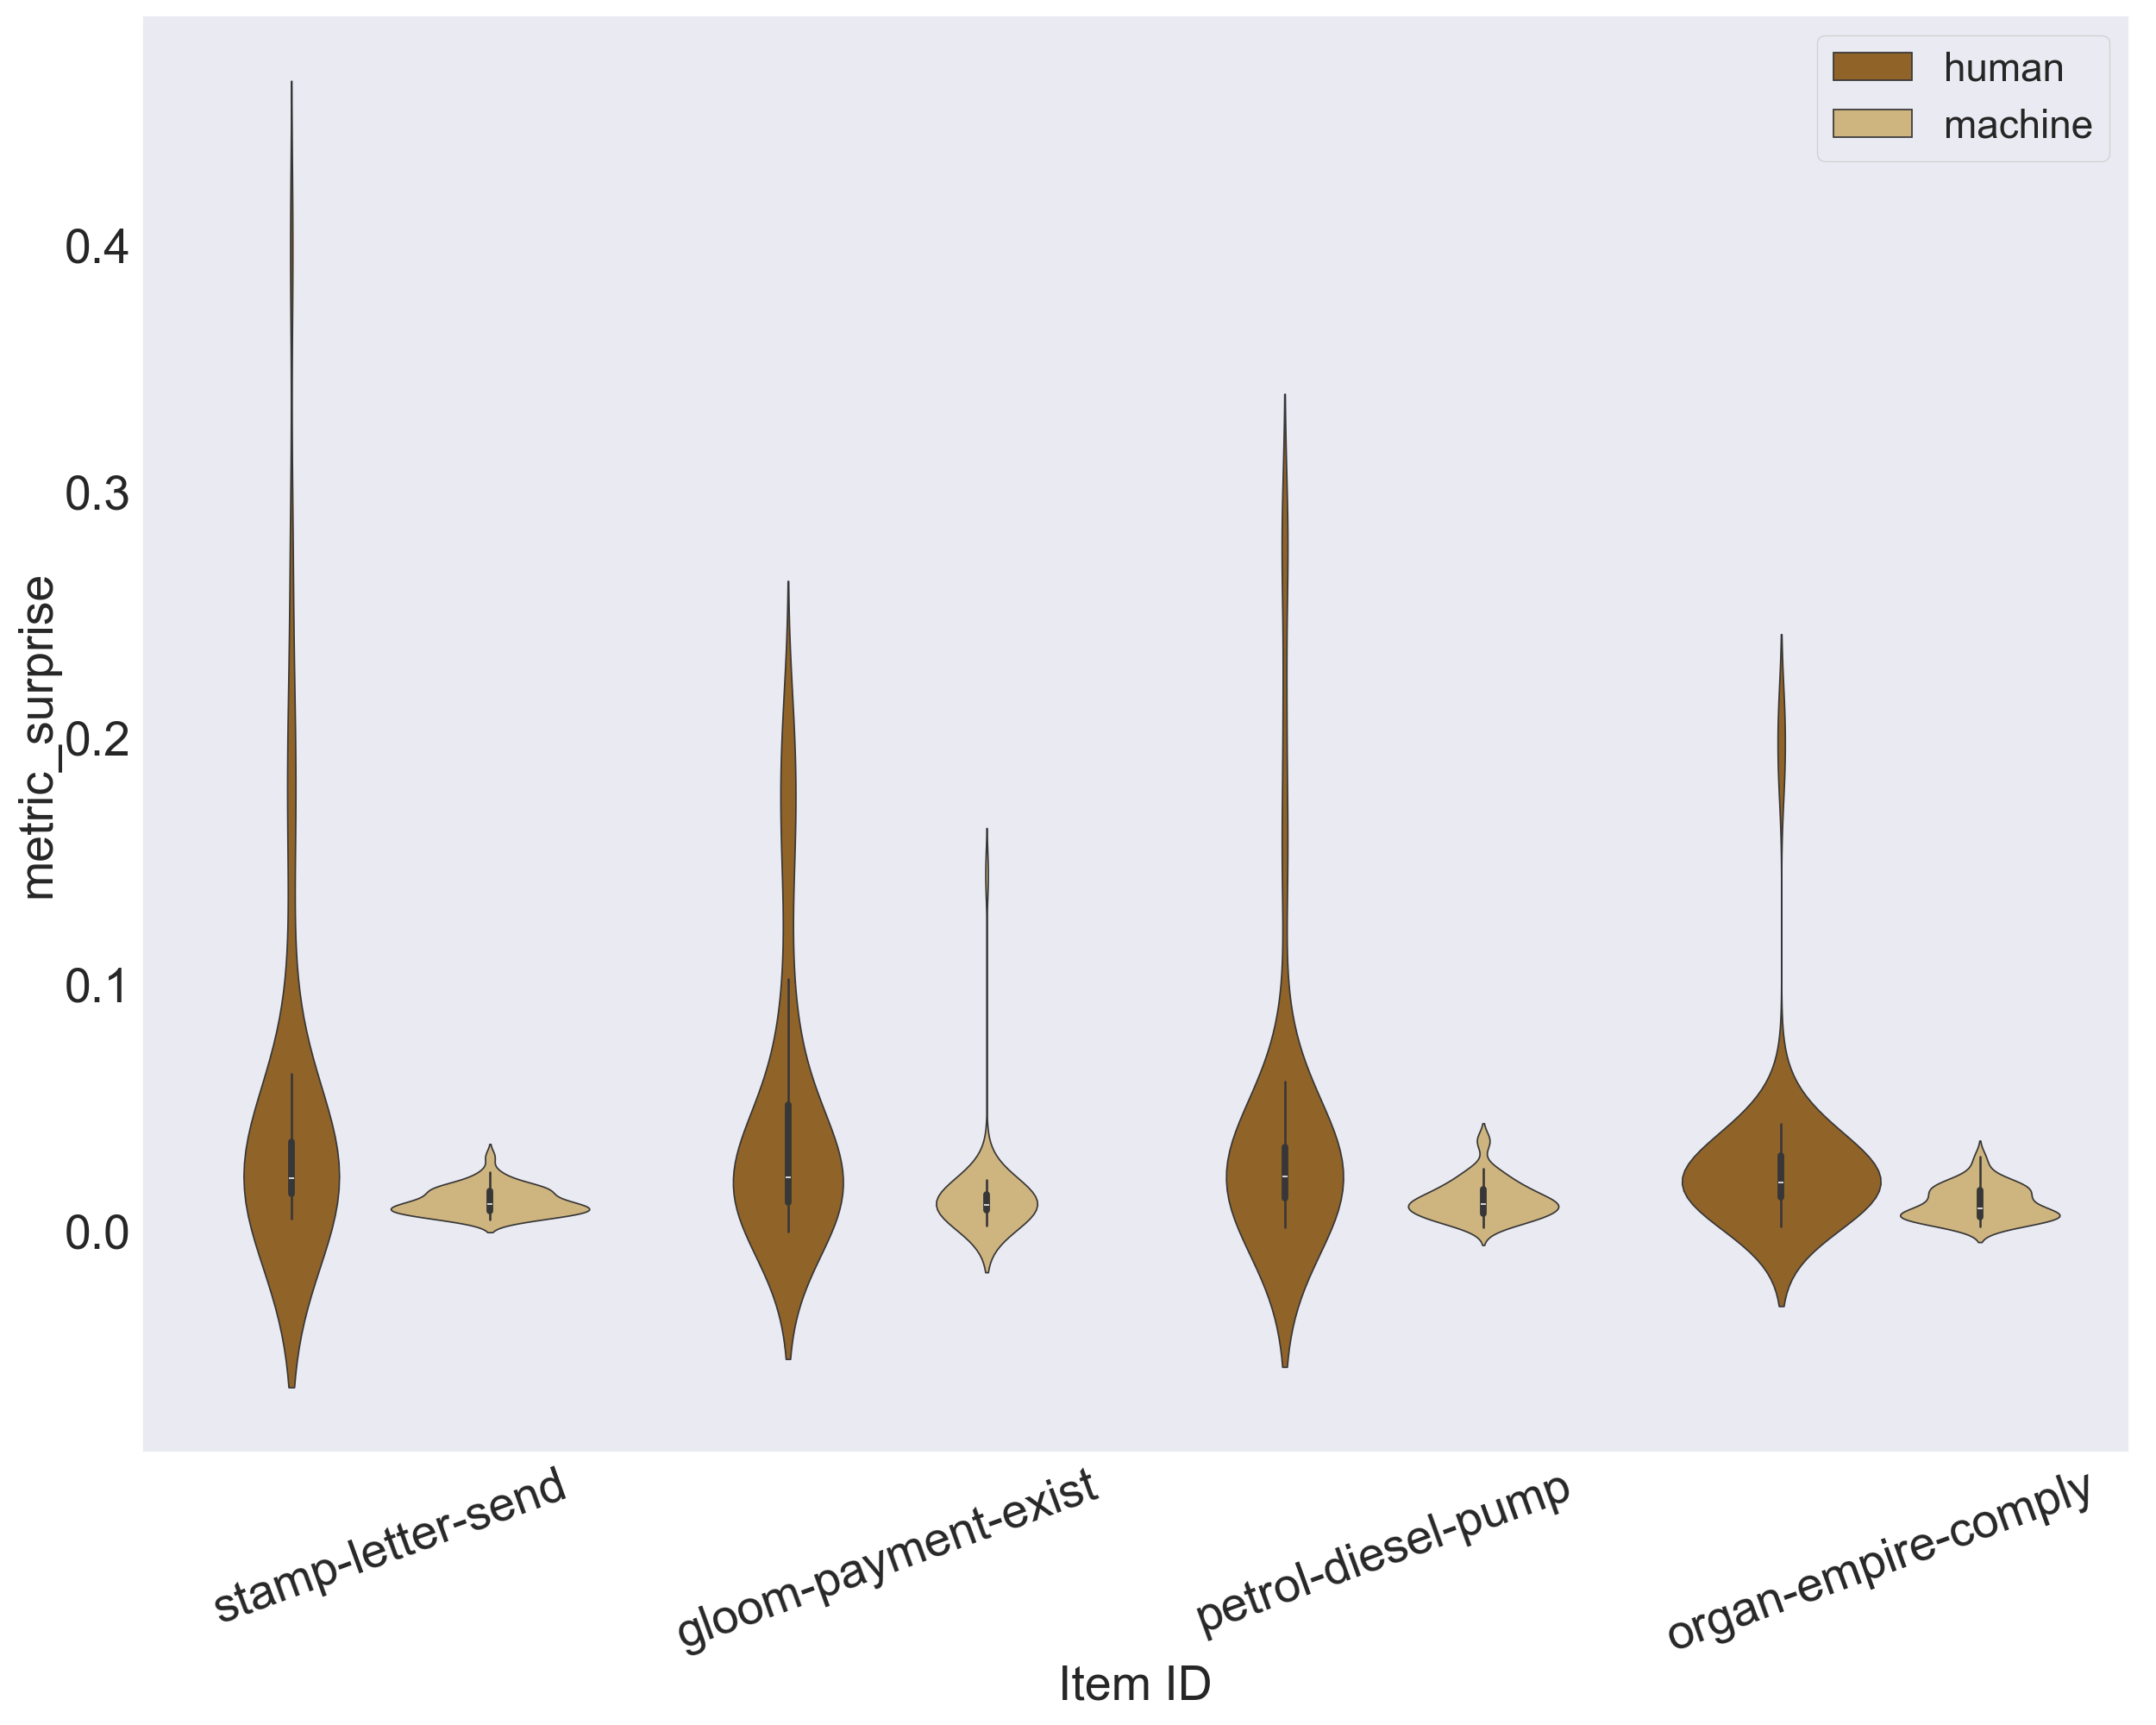 human
machine
metric_surprise
0.4
0.3
0.2
0.1
0.0
stamp-letter-send
gloom-payment-exist
petrol-diesel-pump
organ-empire-comply
Item ID